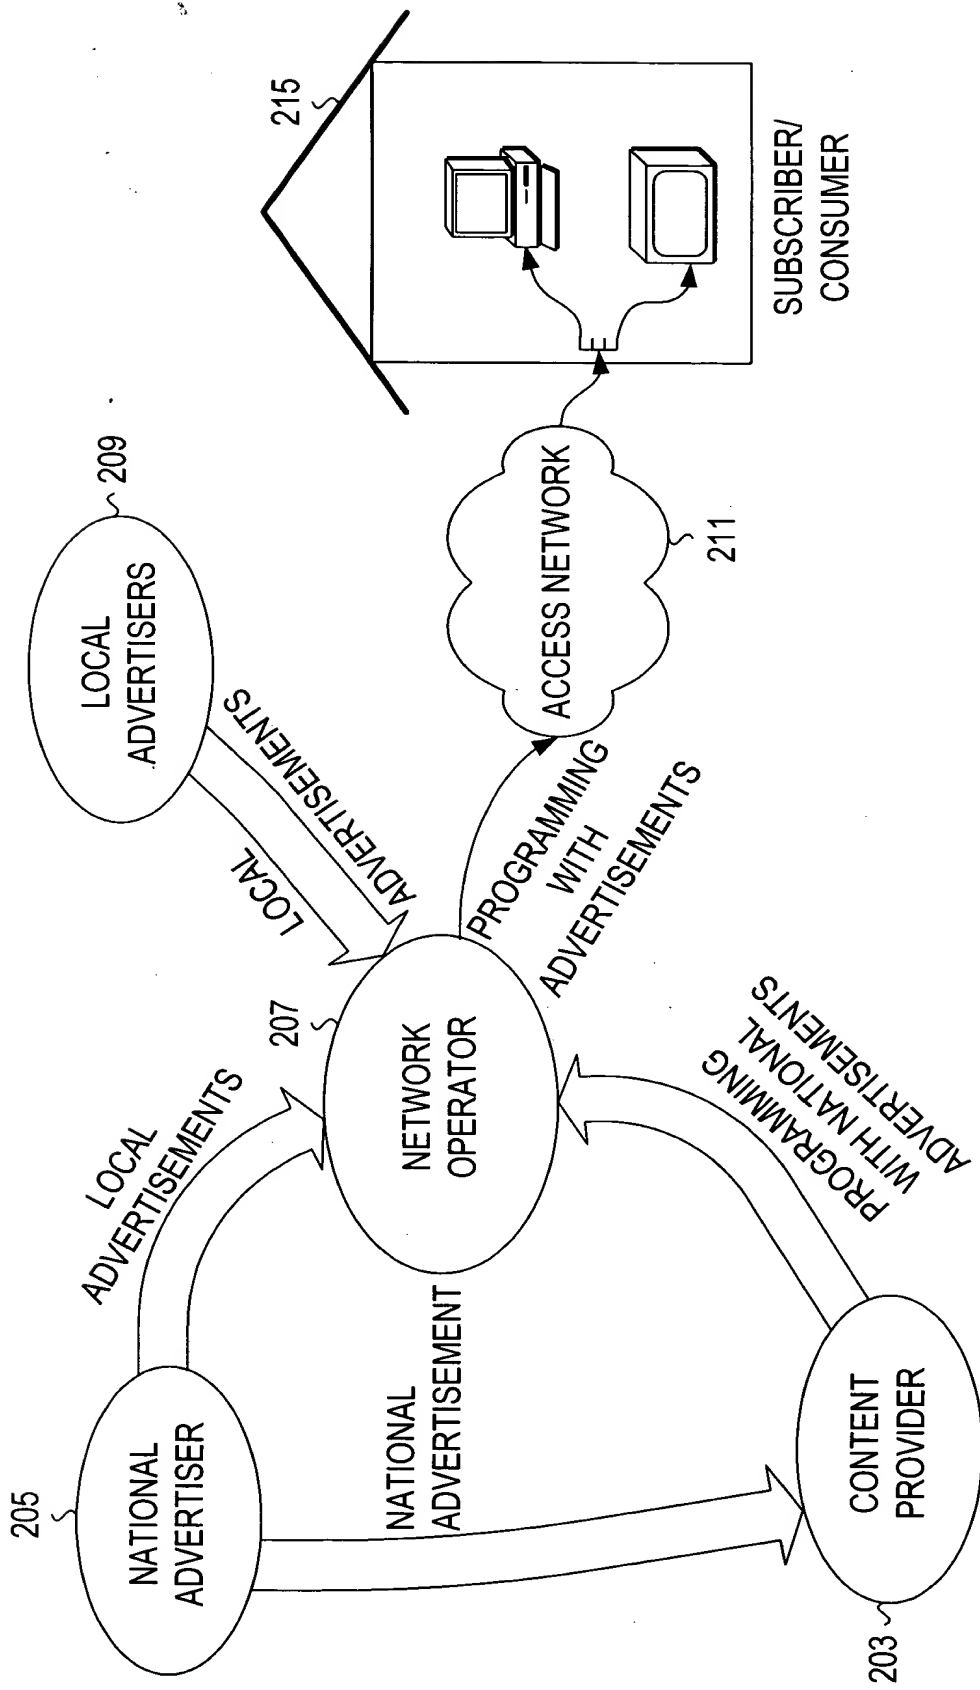 205
NATIONAL
ADVERTISER
LOCAL
ADVERTISEMENTS
207
NETWORK
OPERATOR
LOCAL
ADVERTISEMENTS
209
LOCAL
ADVERTISERS
NATIONAL
ADVERTISEMENT
203
CONTENT
PROVIDER
PROGRAMMING
WITH NATIONAL
ADVERTISEMENTS
PROGRAMMING
WITH
ADVERTISEMENTS
ACCESS NETWORK
211
215
SUBSCRIBER/
CONSUMER